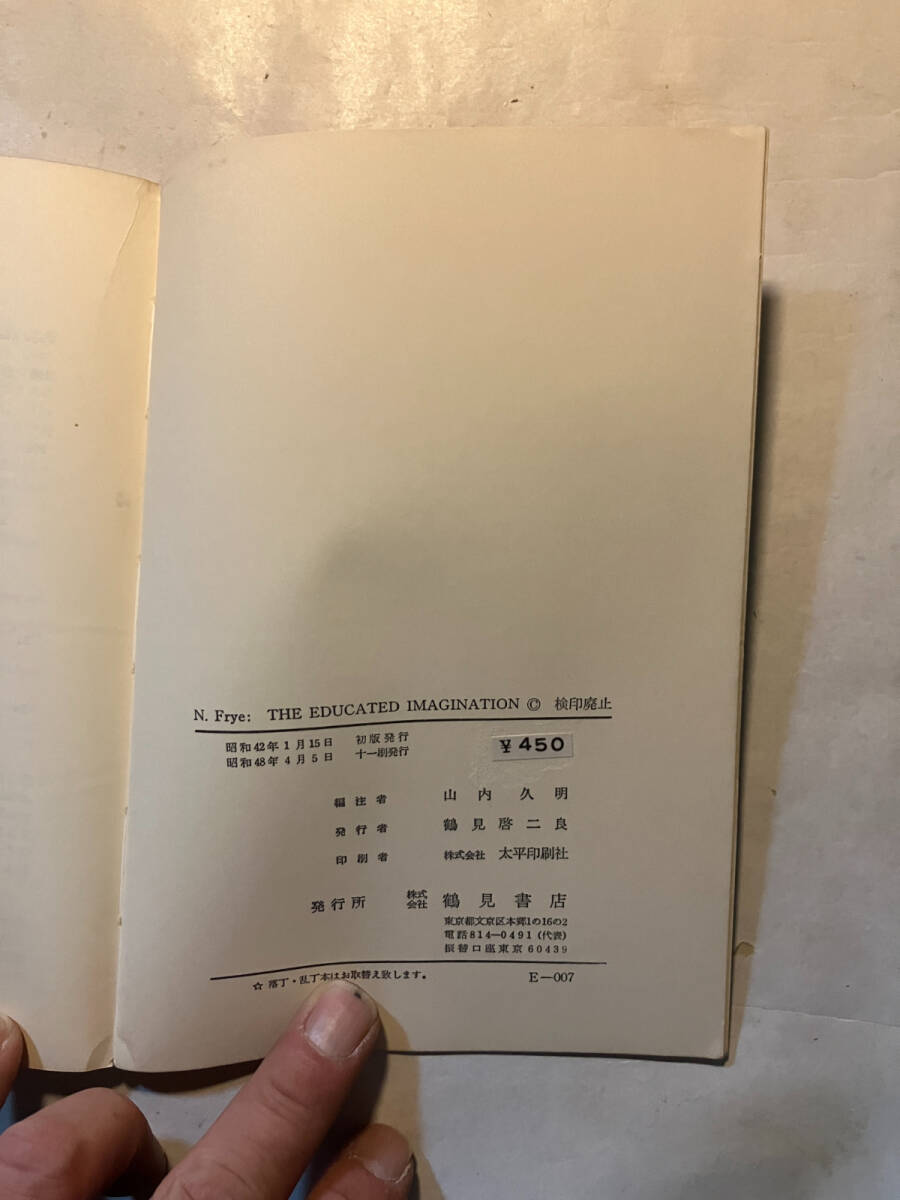 N. Frye: THE EDUCATED IMAGINATION © 検印廃止
昭和42年1月15日 初版発行
昭和48年4月5日 十一刷発行
¥450
編注者 山内久明
発行者 鶴見啓二良
印刷者 株式会社 太平印刷社
発行所 株式会社 鶴見書店
東京都文京区本郷1の16の2
電話814—0491(代表)
振替口座東京60439
☆ 落丁・乱丁本はお取替え致します。 E—007